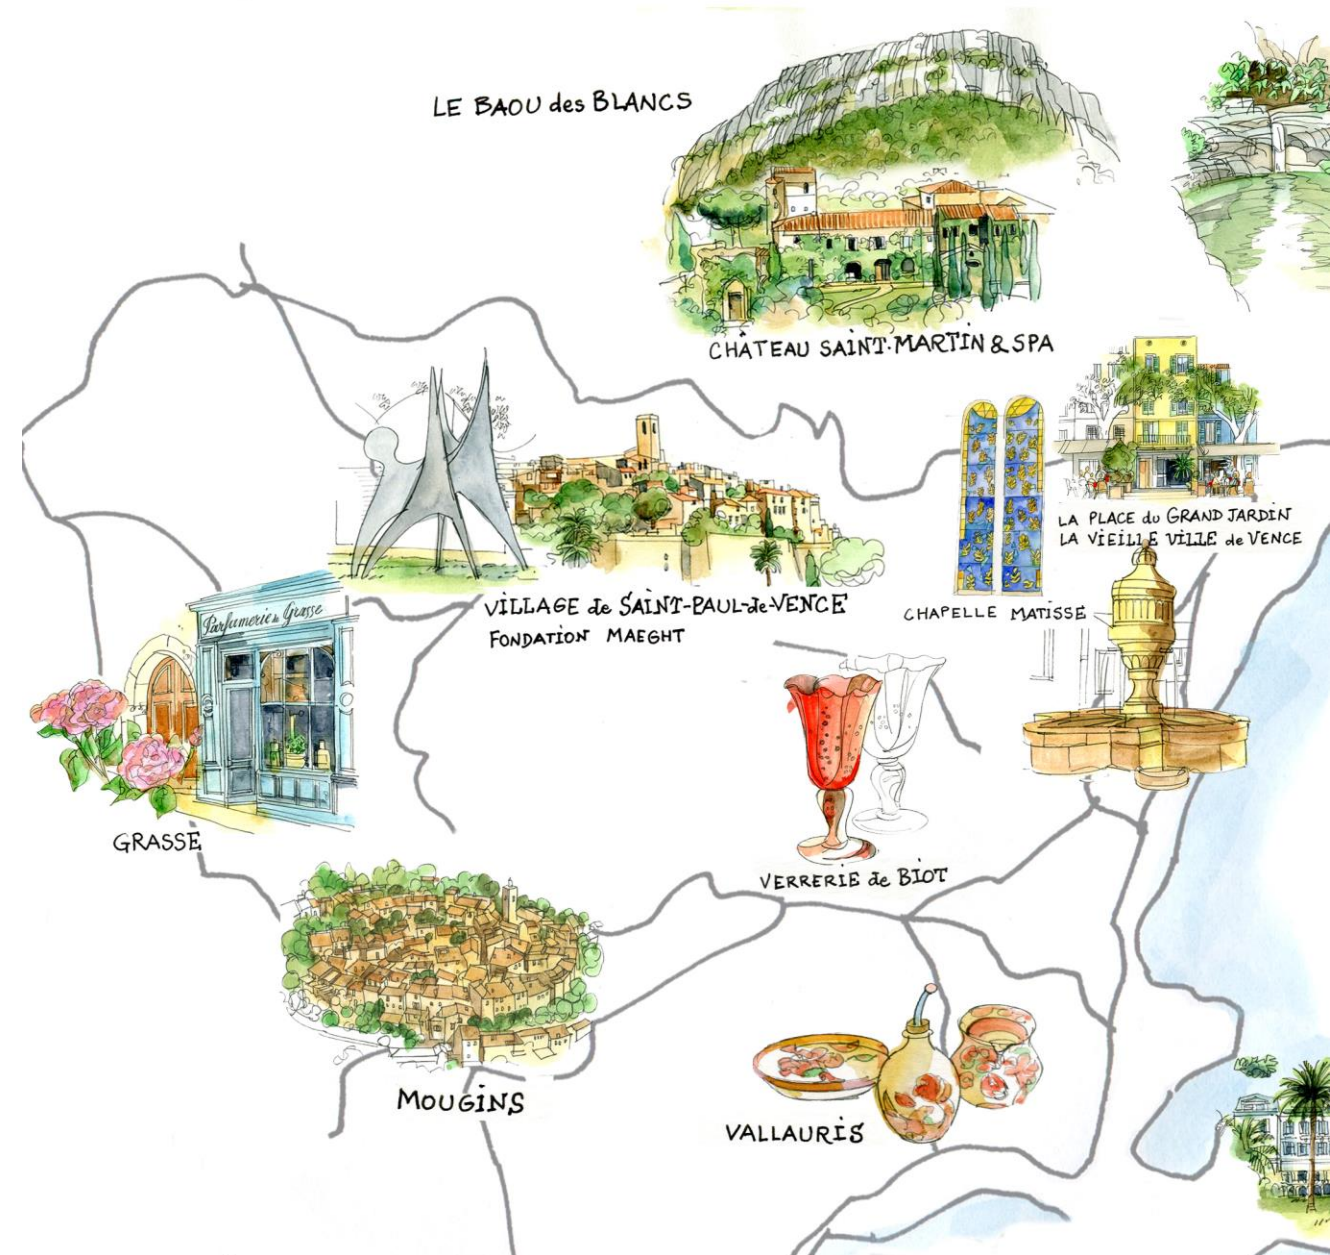 LE BAOU des BLANCS
CHÂTEAU SAINT·MARTIN & SPA
LA PLACE du GRAND JARDIN
LA VIEILLE VILLE de VENCE
CHAPELLE MATISSE
VILLAGE de SAINT-PAUL-de-VENCE
FONDATION MAEGHT
Parfumerie de Grasse
GRASSE
VERRERIE de BIOT
MOUGINS
VALLAURIS